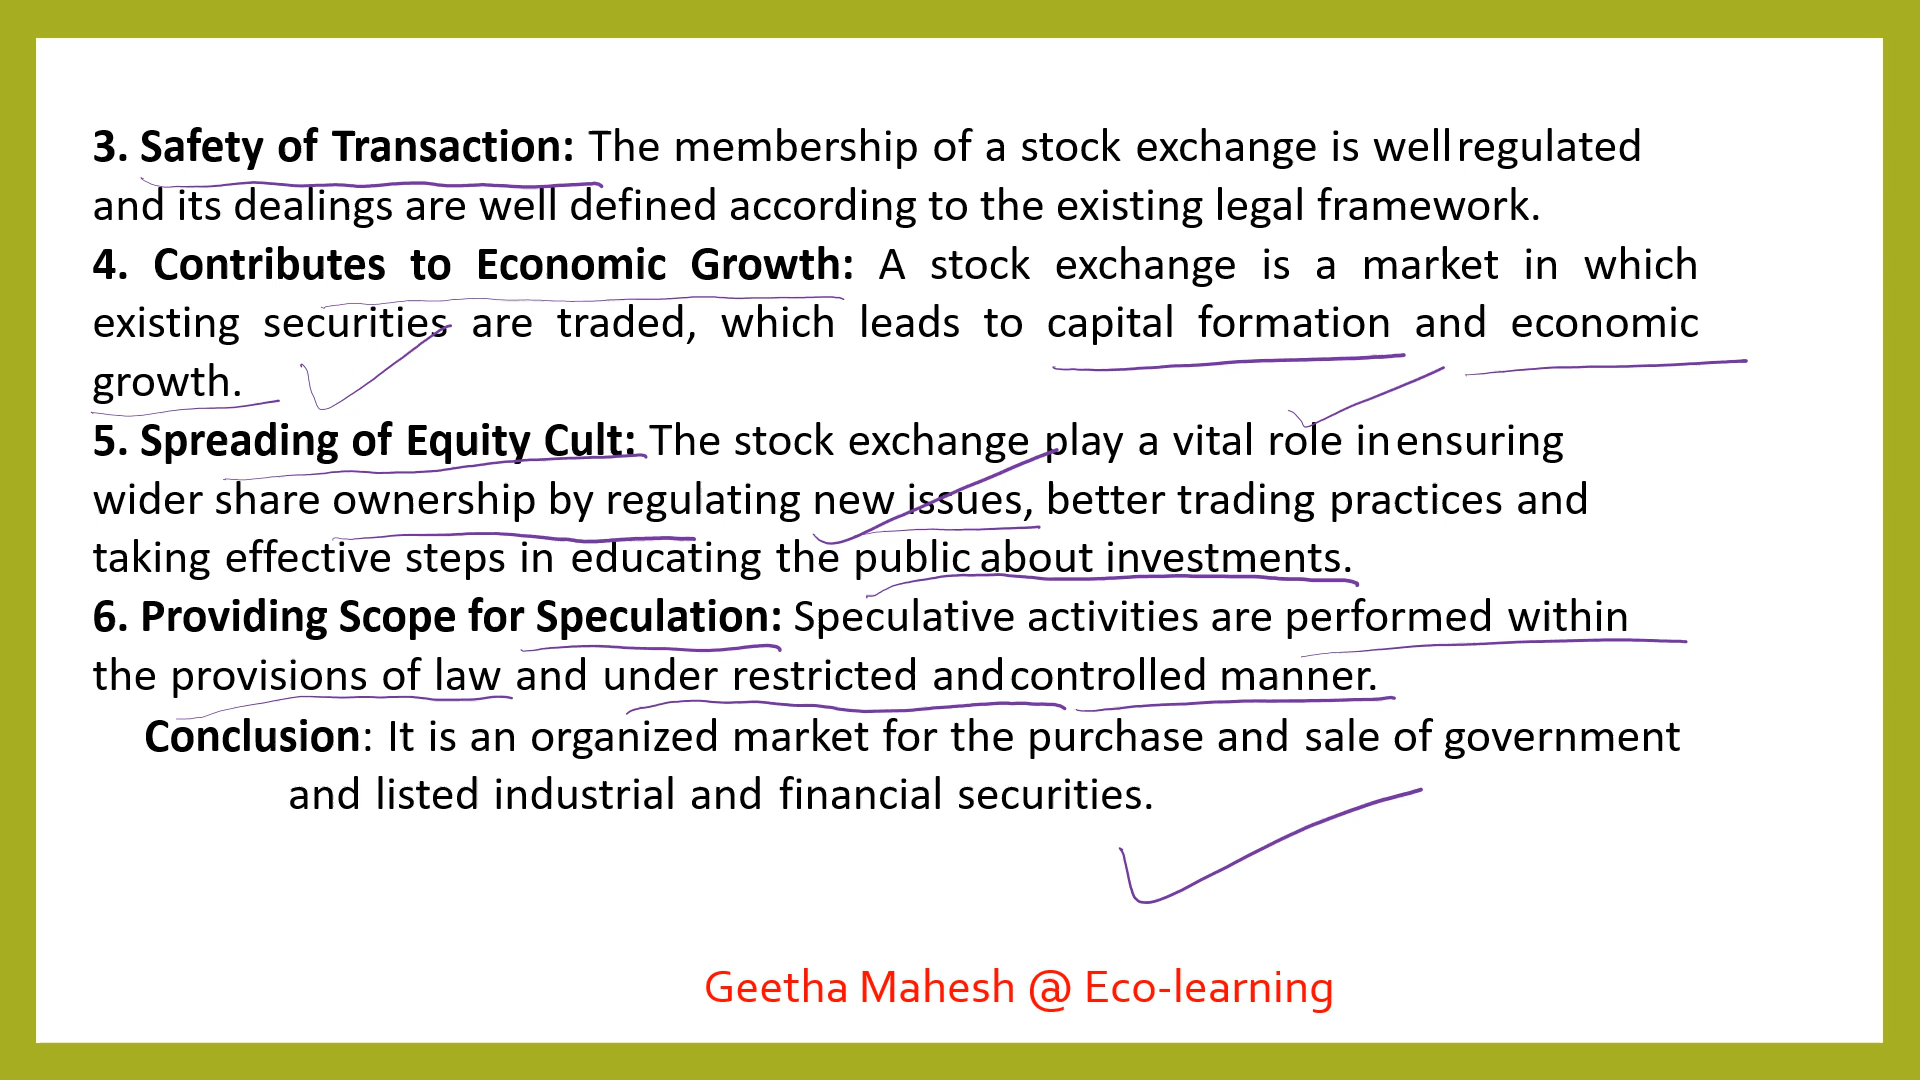 3. Safety of Transaction: The membership of a stock exchange is well regulated
and its dealings are well defined according to the existing legal framework.
4. Contributes to Economic Growth: A stock exchange is a market in which
existing securities are traded, which leads to capital formation and economic
growth.
5. Spreading of Equity Cult: The stock exchange play a vital role in ensuring
wider share ownership by regulating new issues, better trading practices and
taking effective steps in educating the public about investments.
6. Providing Scope for Speculation: Speculative activities are performed within
the provisions of law and under restricted and controlled manner.
Conclusion: It is an organized market for the purchase and sale of government
and listed industrial and financial securities.
Geetha Mahesh @ Eco-learning